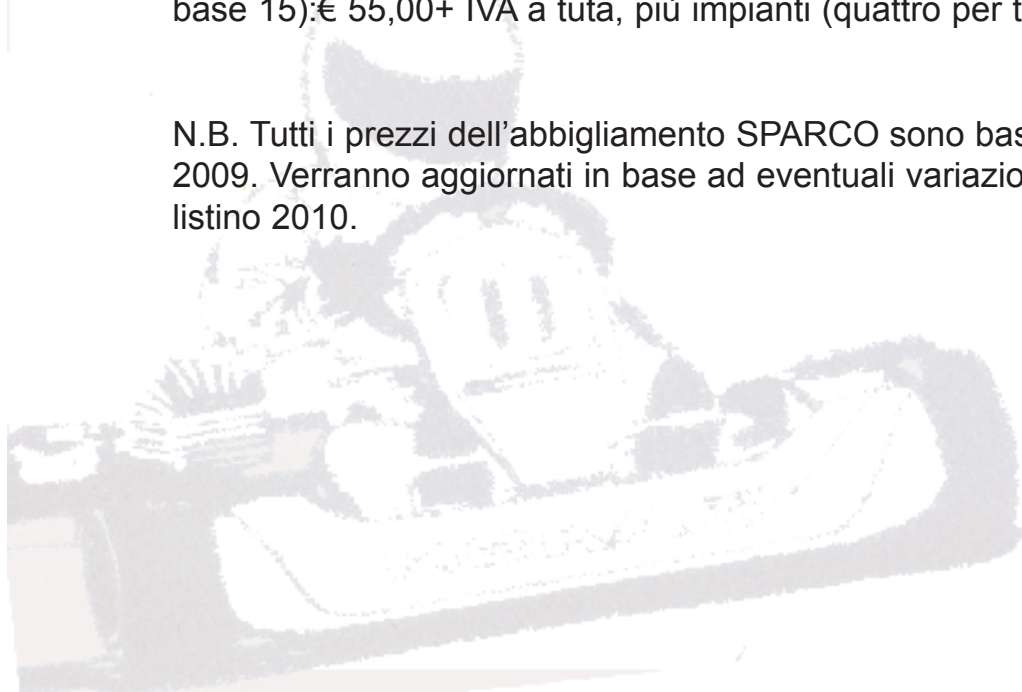 base 15):€ 55,00+ IVA a tuta, più impianti (quattro per t
N.B. Tutti i prezzi dell’abbigliamento SPARCO sono bas
2009. Verranno aggiornati in base ad eventuali variazio
listino 2010.